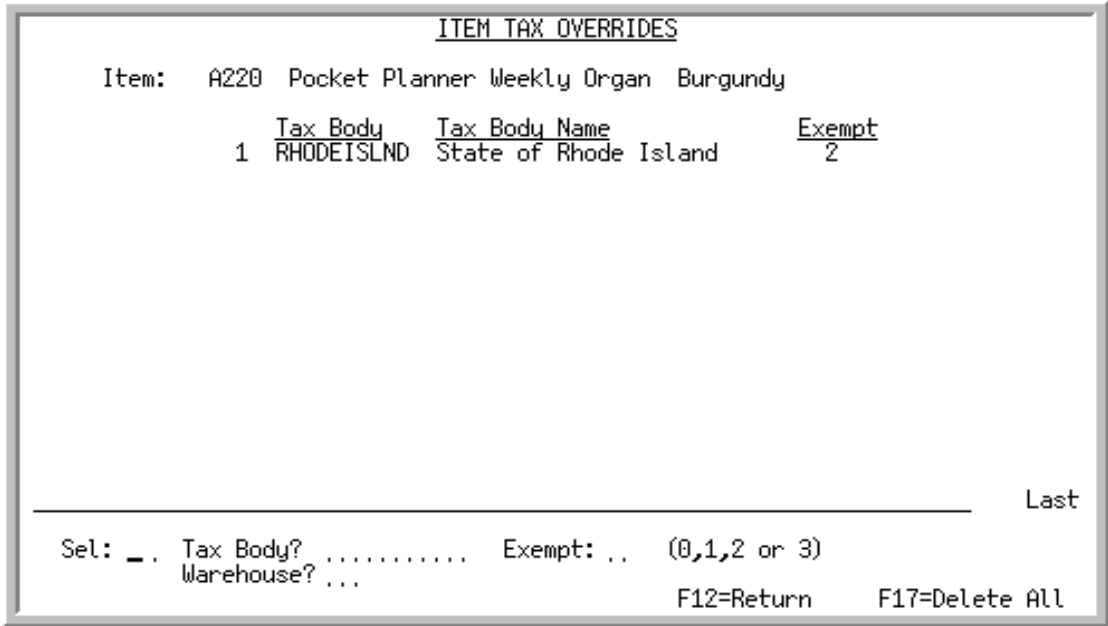 ITEM TAX OVERRIDES
Item: A220 Pocket Planner Weekly Organ Burgundy
Tax Body Tax Body Name Exempt
1 RHODEISLND State of Rhode Island 2
Last
Sel: _ . Tax Body? ........... Exempt: .. (0,1,2 or 3)
Warehouse? ...
F12=Return F17=Delete All